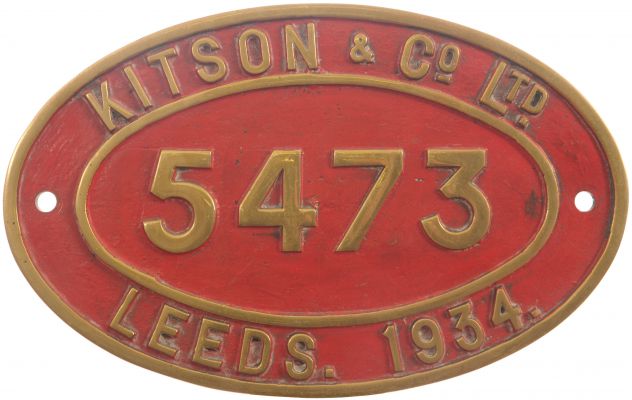 KITSON & CO LTD.
5473
LEEDS. 1934.